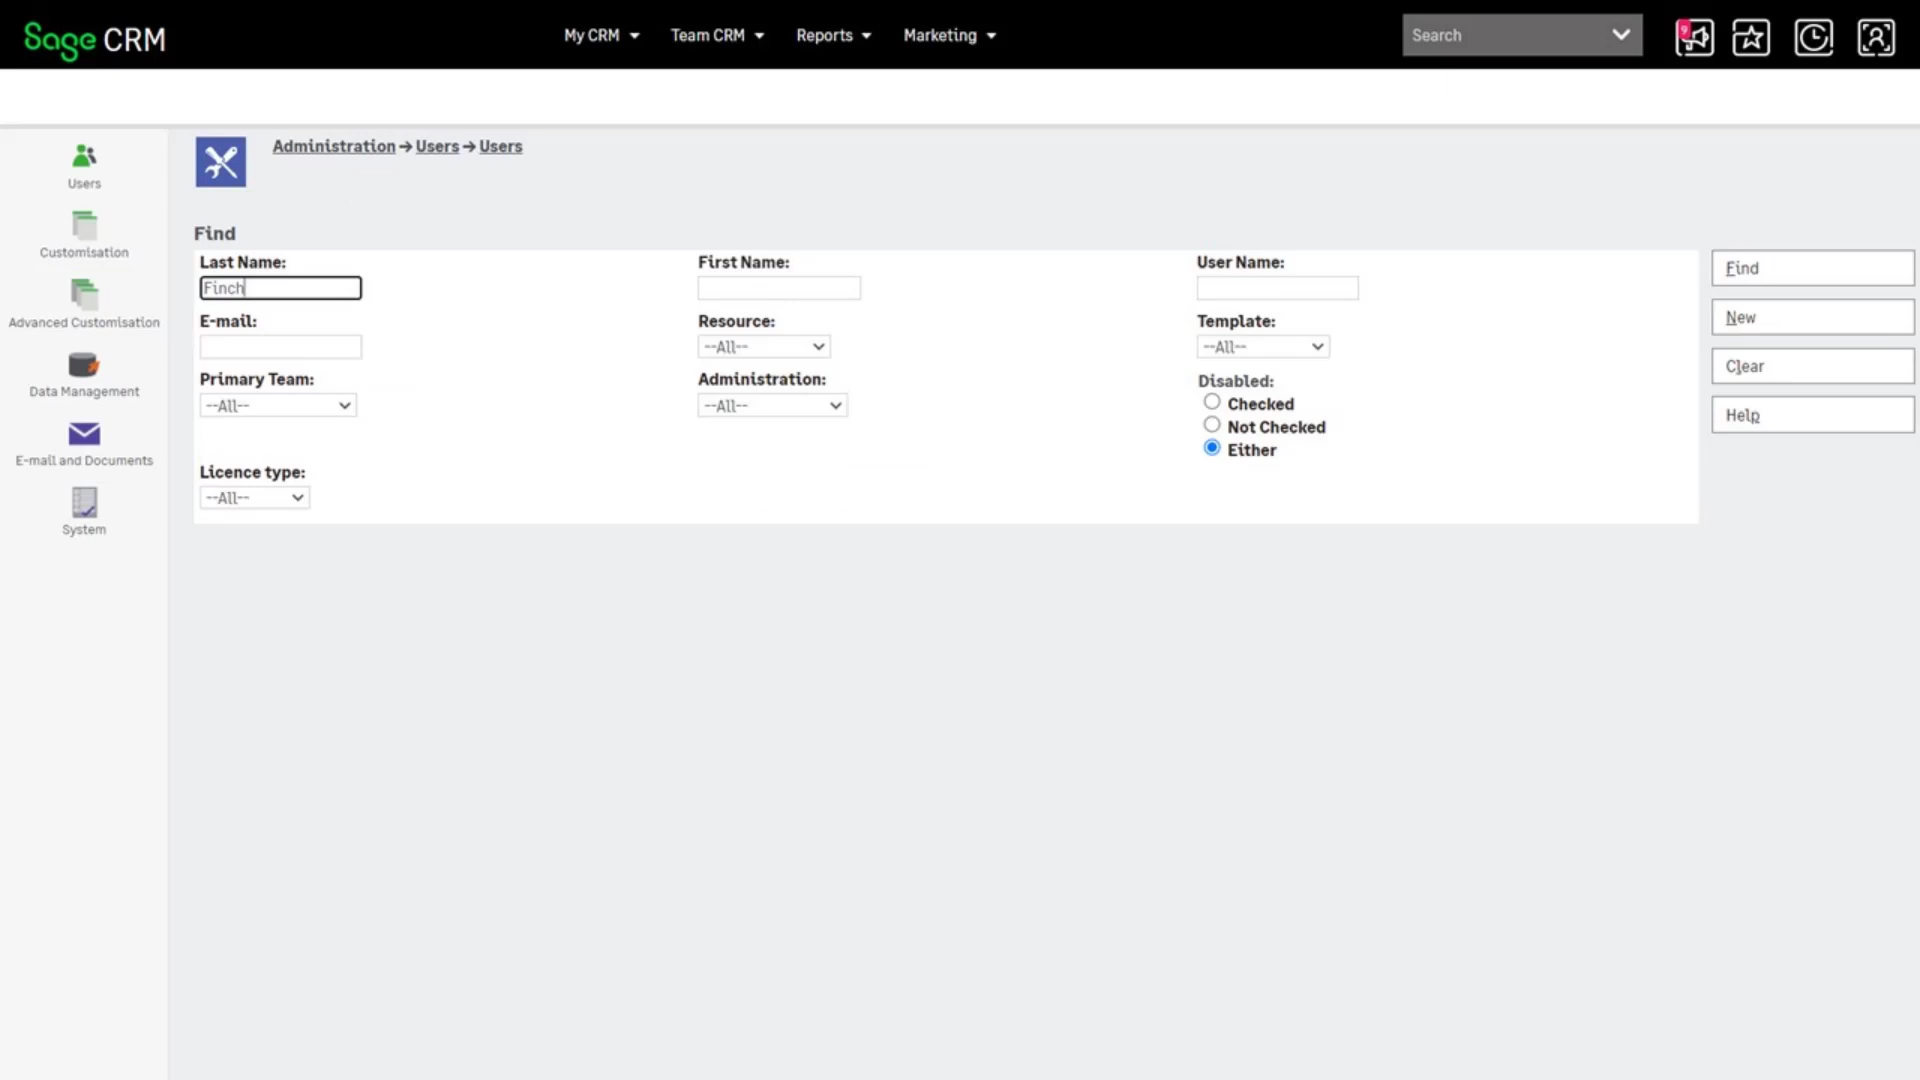 Sage CRM
My CRM
Team CRM
Reports
Marketing
Search
9
Users
Customisation
Advanced Customisation
Data Management
E-mail and Documents
System
Administration → Users → Users
Find
Last Name:
First Name:
User Name:
Finch
E-mail:
Resource:
Template:
--All--
--All--
Primary Team:
Administration:
Disabled:
--All--
--All--
Checked
Not Checked
Either
Licence type:
--All--
Find
New
Clear
Help